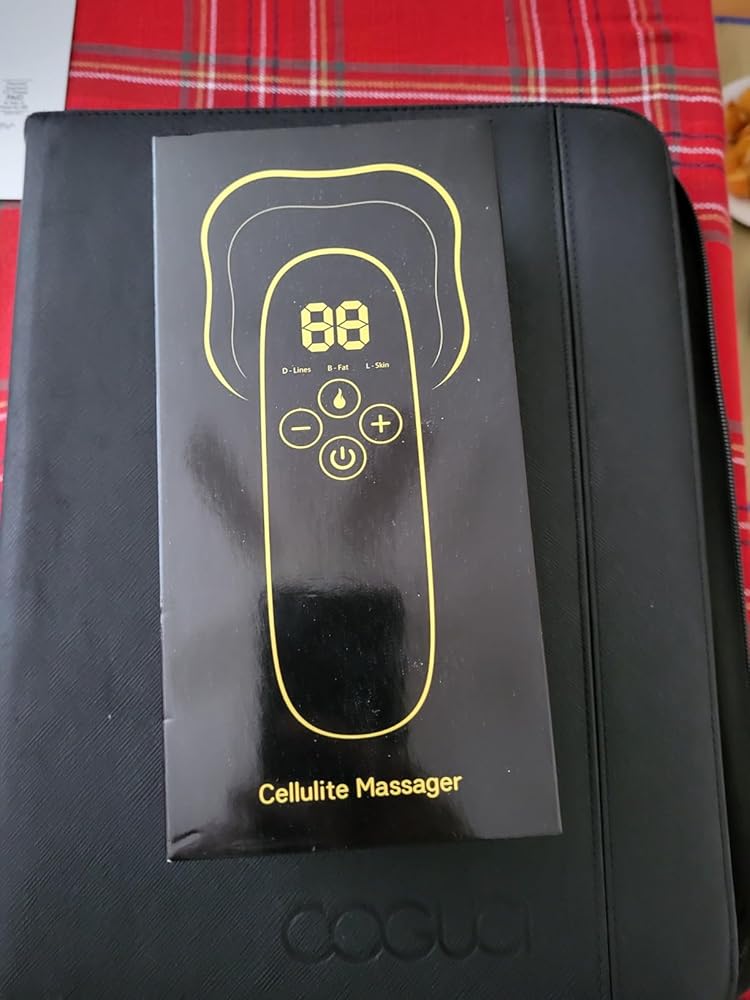 88
D - Lines B - Fat L - Skin
Cellulite Massager
COGUCI